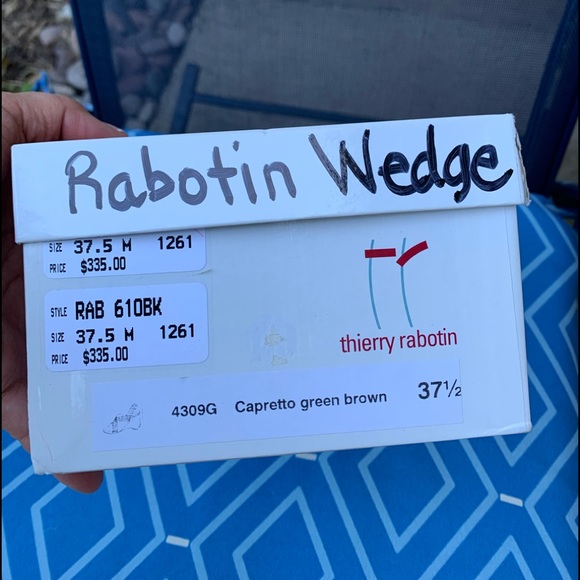 Rabotin Wedge
SIZE 37.5 M 1261
PRICE $335.00
STYLE RAB 610BK
SIZE 37.5 M 1261
PRICE $335.00
thierry rabotin
4309G Capretto green brown 37½